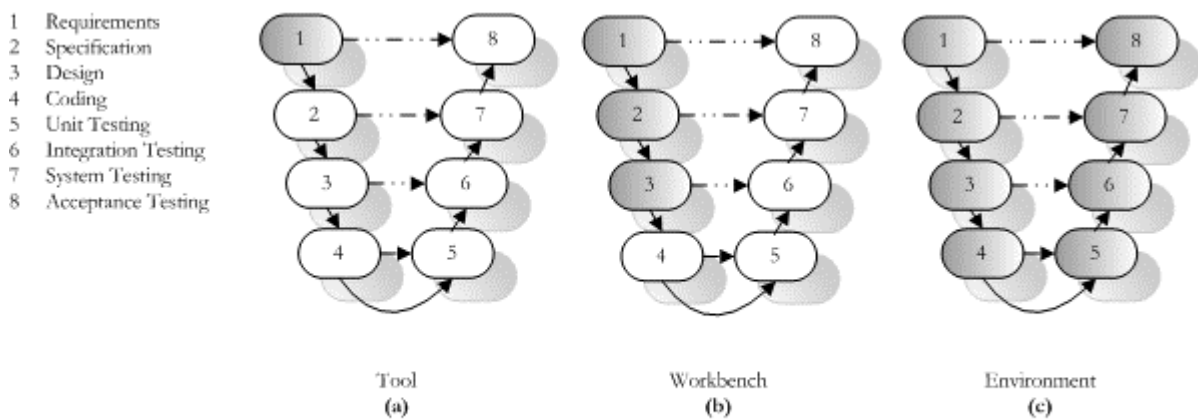 1 Requirements
2 Specification
3 Design
4 Coding
5 Unit Testing
6 Integration Testing
7 System Testing
8 Acceptance Testing
1 8
2 7
3 6
4 5
Tool
(a)
1 8
2 7
3 6
4 5
Workbench
(b)
1 8
2 7
3 6
4 5
Environment
(c)